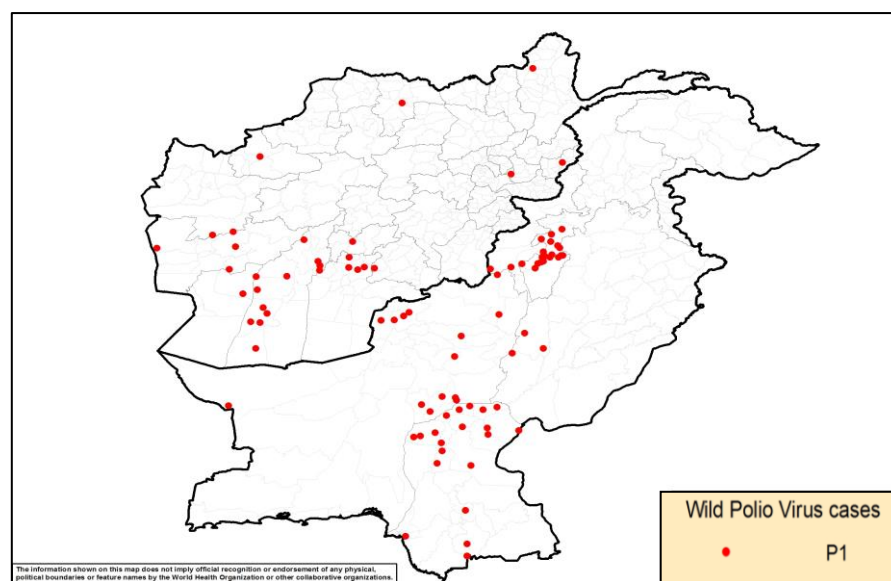 Wild Polio Virus cases
P1
The information shown on this map does not imply official recognition or endorsement of any physical,
political boundaries or feature names by the World Health Organization or other collaborative organizations.